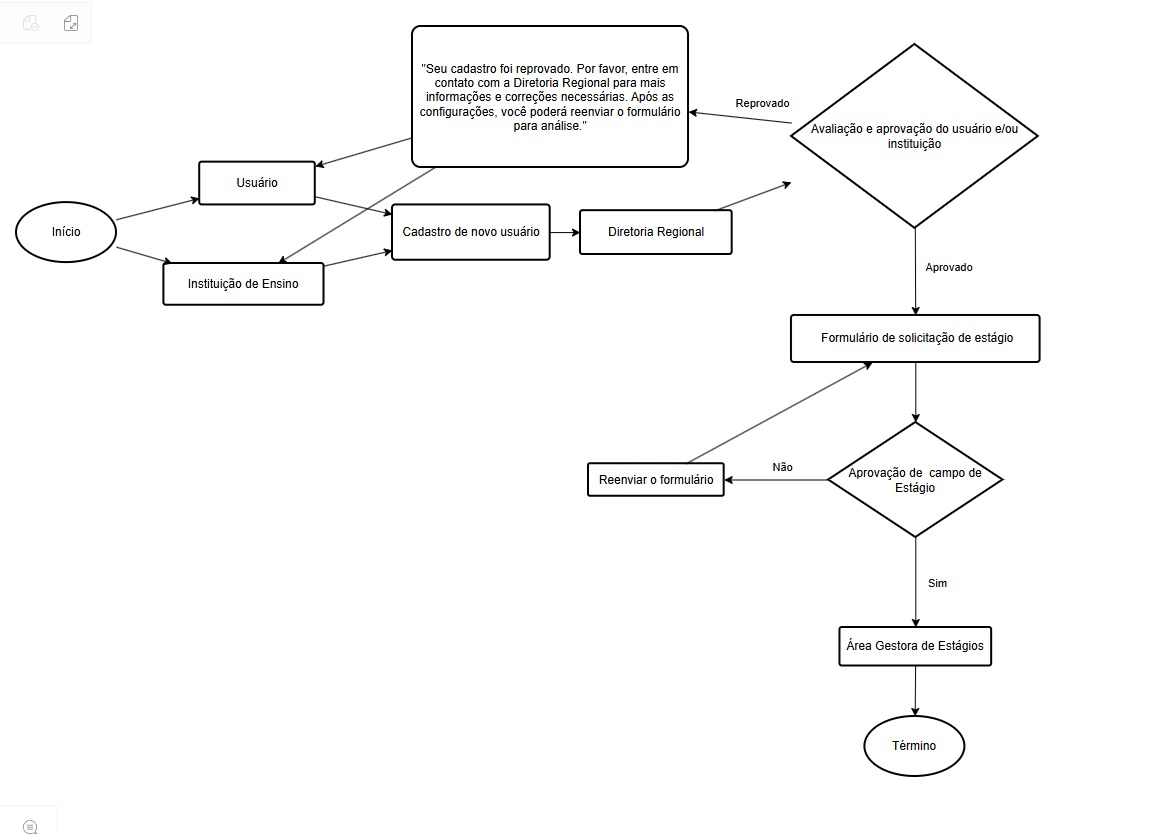 "Seu cadastro foi reprovado. Por favor, entre em
contato com a Diretoria Regional para mais
informações e correções necessárias. Após as
configurações, você poderá reenviar o formulário
para análise."
Reprovado
Avaliação e aprovação do usuário e/ou
instituição
Usuário
Início
Cadastro de novo usuário
Diretoria Regional
Instituição de Ensino
Aprovado
Formulário de solicitação de estágio
Aprovação de  campo de
Estágio
Não
Reenviar o formulário
Sim
Área Gestora de Estágios
Término